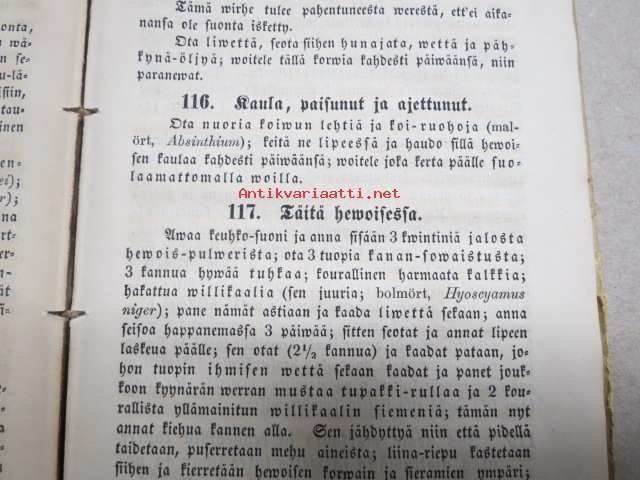 Tämä wirhe tulee pahentuneesta werestä, ett'ei aika-
nansa ole suonta isketty.
Ota liwettä, seota siihen hunajata, wettä ja päh-
kynä-öljyä; woitele tällä korwia kahdesti päiwäänsä, niin
paranewat.
116. Kaula, paisunut ja ajettunut.
Ota nuoria koiwun lehtiä ja koi-ruohoja (mal-
ört, Absinthium); keitä ne lipeessä ja haudo sillä hewoi-
sen kaulaa kahdesti päiwäänsä; woitele joka kerta päälle suo-
laamattomalla woilla.
Antikvariaatti.net
117. Täitä hewoisessa.
Awaa keuhko-suoni ja anna sisään 3 kwintiniä jalosta
hewois-pulwerista; ota 3 tuopia kanan-sowaistusta;
3 kannua hywää tuhkaa; kourallinen harmaata kalkkia;
hakattua willikaalia (sen juuria; bolmört, Hyoscyamus
niger); pane nämät astiaan ja kaada liwettä sekaan; anna
seisoa happanemassa 3 päiwää; sitten seotat ja annat lipeen
laskeua päälle; sen otat (2½ kannua) ja kaadat pataan, jo-
hon tuopin ihmisen wettä sekaan kaadat ja panet jouk-
koon kyynärän werran mustaa tupakki-rullaa ja 2 kou-
rallista yllämainitun willikaalin siemeniä; tämän nyt
annat kiehua kannen alla. Sen jähdyttyä niin että pidellä
taidetaan, puserretaan mehu aineista; liina-riepu kastetaan
siihen ja kierretään hewoisen korwain ja sieramien ympäri;